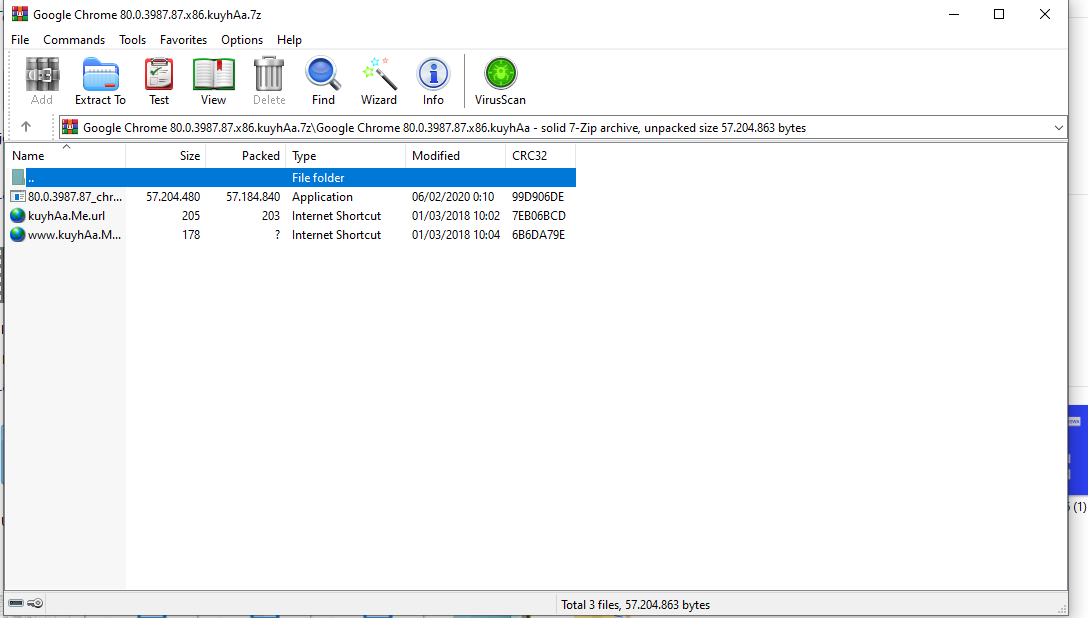 Google Chrome 80.0.3987.87.x86.kuyhAa.7z
File Commands Tools Favorites Options Help
Add Extract To Test View Delete Find Wizard Info VirusScan
Google Chrome 80.0.3987.87.x86.kuyhAa.7z\Google Chrome 80.0.3987.87.x86.kuyhAa - solid 7-Zip archive, unpacked size 57.204.863 bytes
Name Size Packed Type Modified CRC32
.. File folder
80.0.3987.87_chr... 57.204.480 57.184.840 Application 06/02/2020 0:10 99D906DE
kuyhAa.Me.url 205 203 Internet Shortcut 01/03/2018 10:02 7EB06BCD
www.kuyhAa.M... 178 ? Internet Shortcut 01/03/2018 10:04 6B6DA79E
(1)
Total 3 files, 57.204.863 bytes